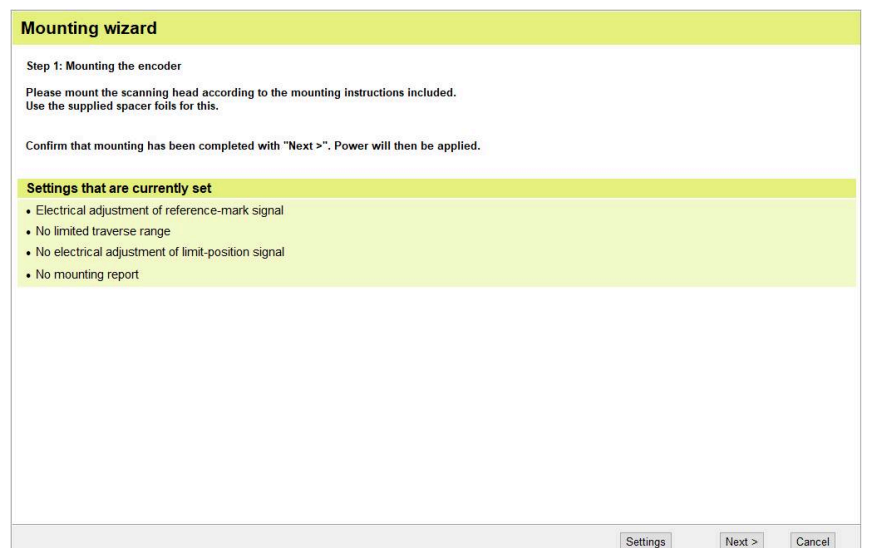 Mounting wizard
Step 1: Mounting the encoder
Please mount the scanning head according to the mounting instructions included.
Use the supplied spacer foils for this.
Confirm that mounting has been completed with "Next >". Power will then be applied.
Settings that are currently set
• Electrical adjustment of reference-mark signal
• No limited traverse range
• No electrical adjustment of limit-position signal
• No mounting report
Settings Next > Cancel